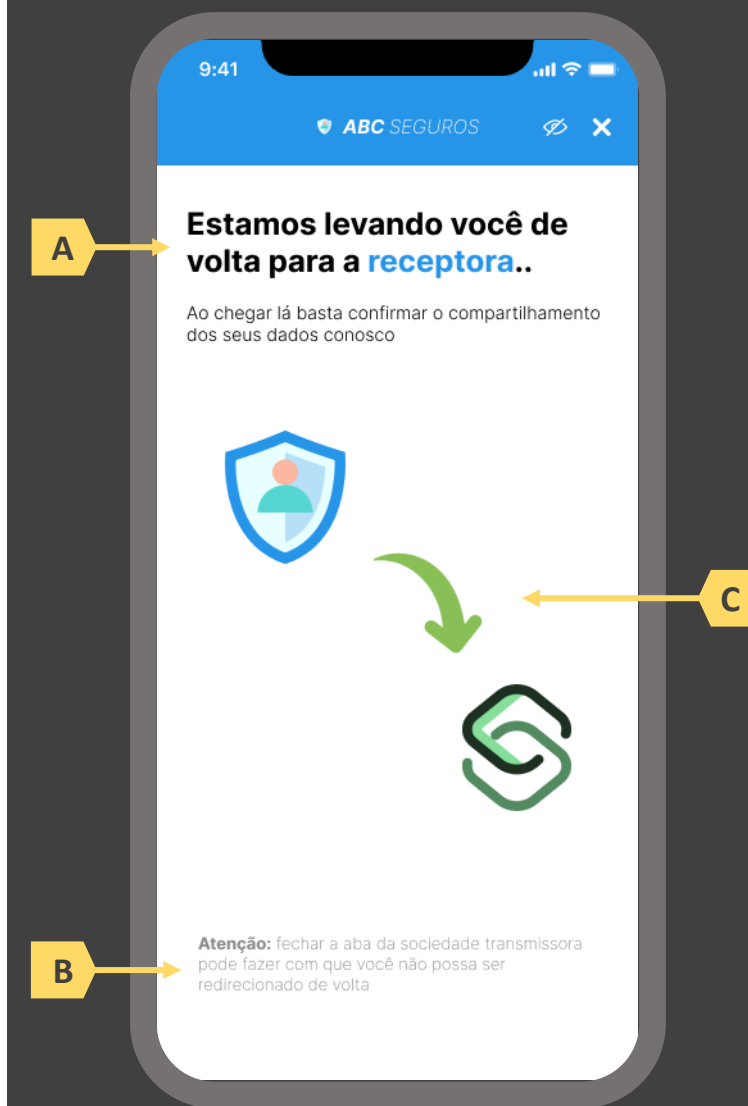 9:41
ABC SEGUROS
A
Estamos levando você de
volta para a receptora..
Ao chegar lá basta confirmar o compartilhamento
dos seus dados conosco
C
B
Atenção: fechar a aba da sociedade transmissora
pode fazer com que você não possa ser
redirecionado de volta